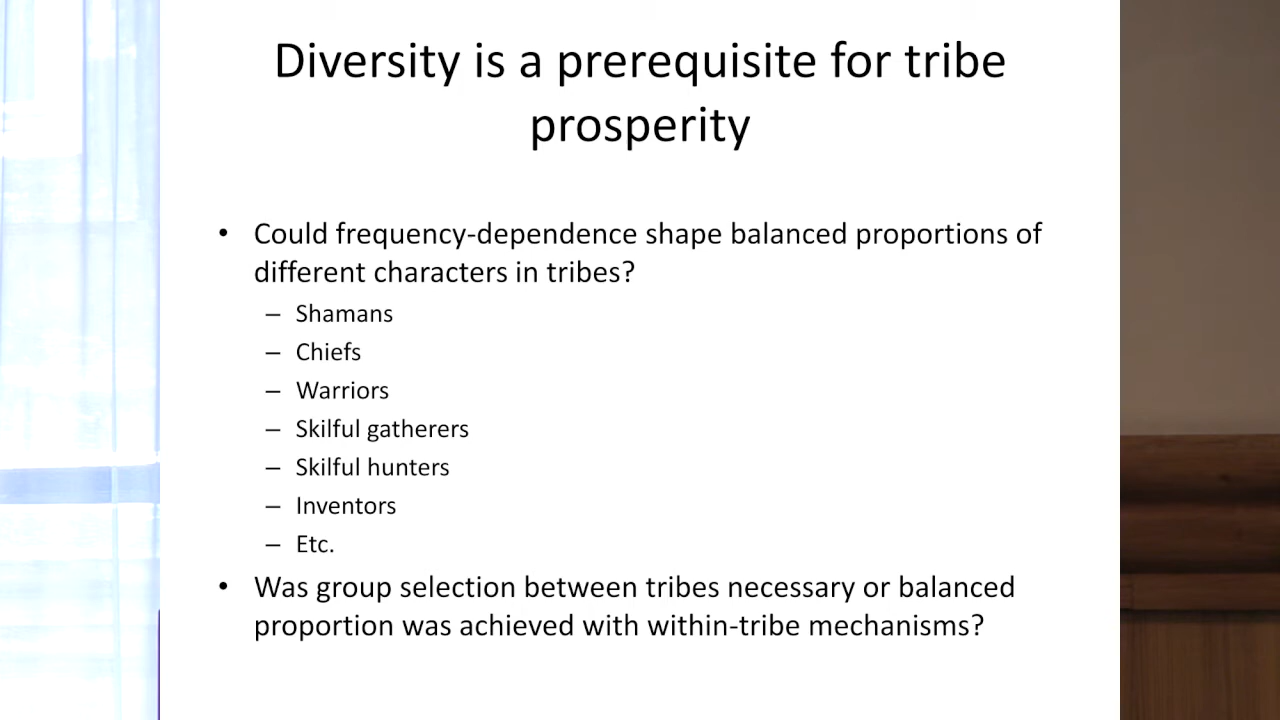 Diversity is a prerequisite for tribe
prosperity
• Could frequency-dependence shape balanced proportions of
different characters in tribes?
– Shamans
– Chiefs
– Warriors
– Skilful gatherers
– Skilful hunters
– Inventors
– Etc.
• Was group selection between tribes necessary or balanced
proportion was achieved with within-tribe mechanisms?